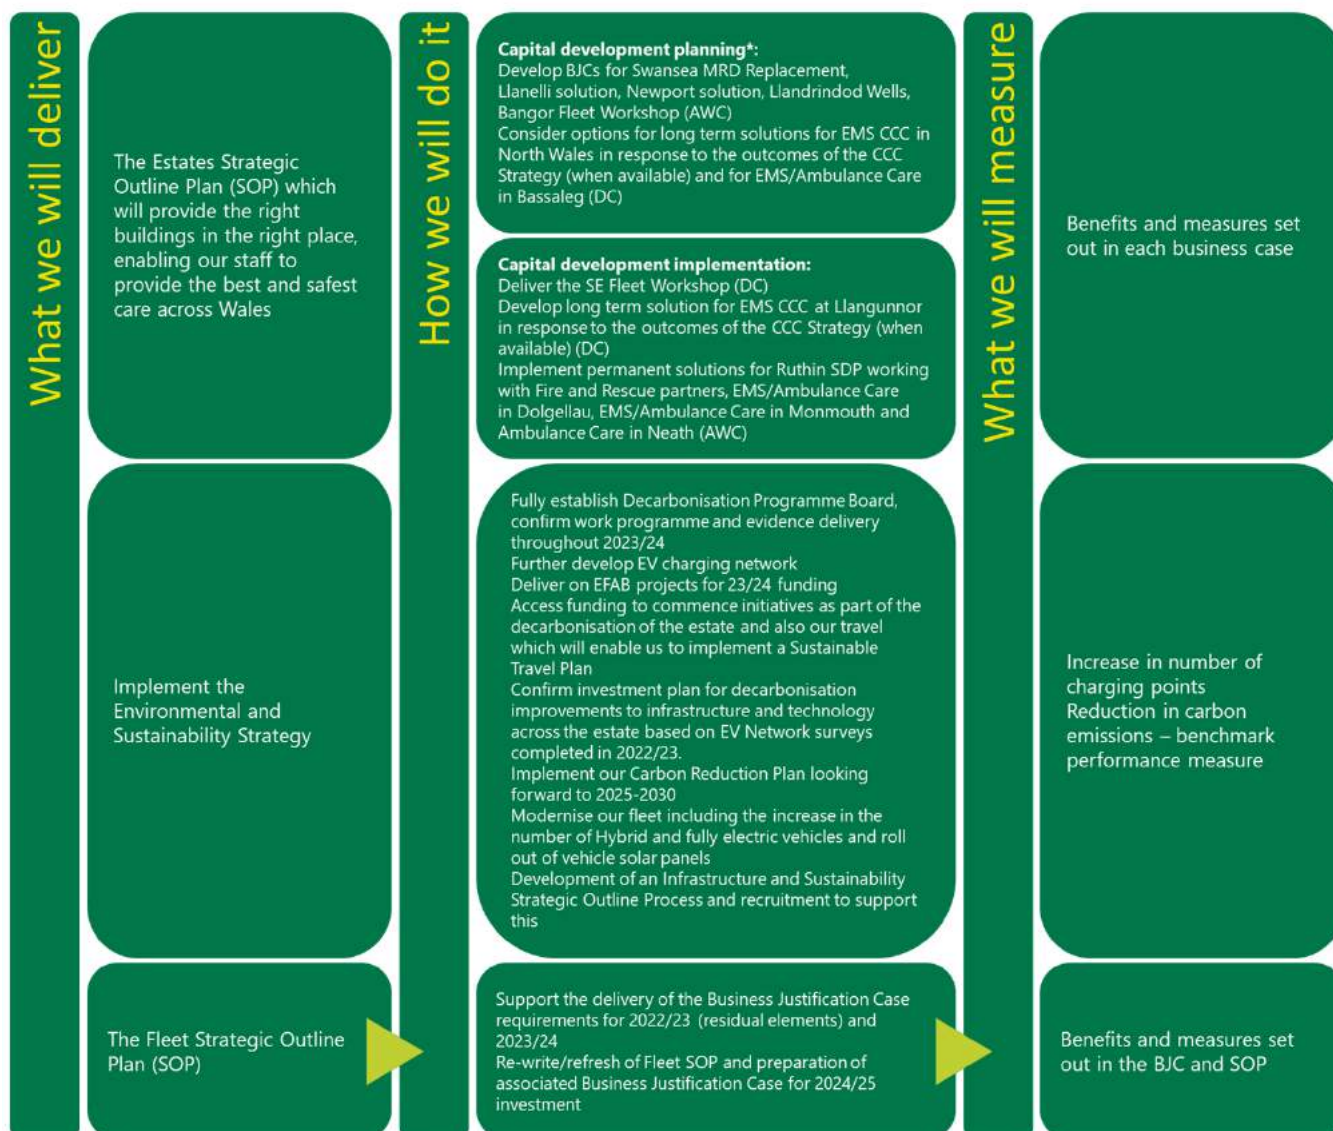 What we will deliver
The Estates Strategic
Outline Plan (SOP) which
will provide the right
buildings in the right place,
enabling our staff to
provide the best and safest
care across Wales
How we will do it
Capital development planning*:
Develop BJCs for Swansea MRD Replacement,
Llanelli solution, Newport solution, Llandrindod Wells,
Bangor Fleet Workshop (AWC)
Consider options for long term solutions for EMS CCC in
North Wales in response to the outcomes of the CCC
Strategy (when available) and for EMS/Ambulance Care
in Bassaleg (DC)
Capital development implementation:
Deliver the SE Fleet Workshop (DC)
Develop long term solution for EMS CCC at Llangunnor
in response to the outcomes of the CCC Strategy (when
available) (DC)
Implement permanent solutions for Ruthin SDP working
with Fire and Rescue partners, EMS/Ambulance Care
in Dolgellau, EMS/Ambulance Care in Monmouth and
Ambulance Care in Neath (AWC)
What we will measure
Benefits and measures set
out in each business case
Implement the
Environmental and
Sustainability Strategy
Fully establish Decarbonisation Programme Board,
confirm work programme and evidence delivery
throughout 2023/24
Further develop EV charging network
Deliver on EFAB projects for 23/24 funding
Access funding to commence initiatives as part of the
decarbonisation of the estate and also our travel
which will enable us to implement a Sustainable
Travel Plan
Confirm investment plan for decarbonisation
improvements to infrastructure and technology
across the estate based on EV Network surveys
completed in 2022/23.
Implement our Carbon Reduction Plan looking
forward to 2025-2030
Modernise our fleet including the increase in the
number of Hybrid and fully electric vehicles and roll
out of vehicle solar panels
Development of an Infrastructure and Sustainability
Strategic Outline Process and recruitment to support
this
Increase in number of
charging points
Reduction in carbon
emissions – benchmark
performance measure
The Fleet Strategic Outline
Plan (SOP)
Support the delivery of the Business Justification Case
requirements for 2022/23 (residual elements) and
2023/24
Re-write/refresh of Fleet SOP and preparation of
associated Business Justification Case for 2024/25
investment
Benefits and measures set
out in the BJC and SOP